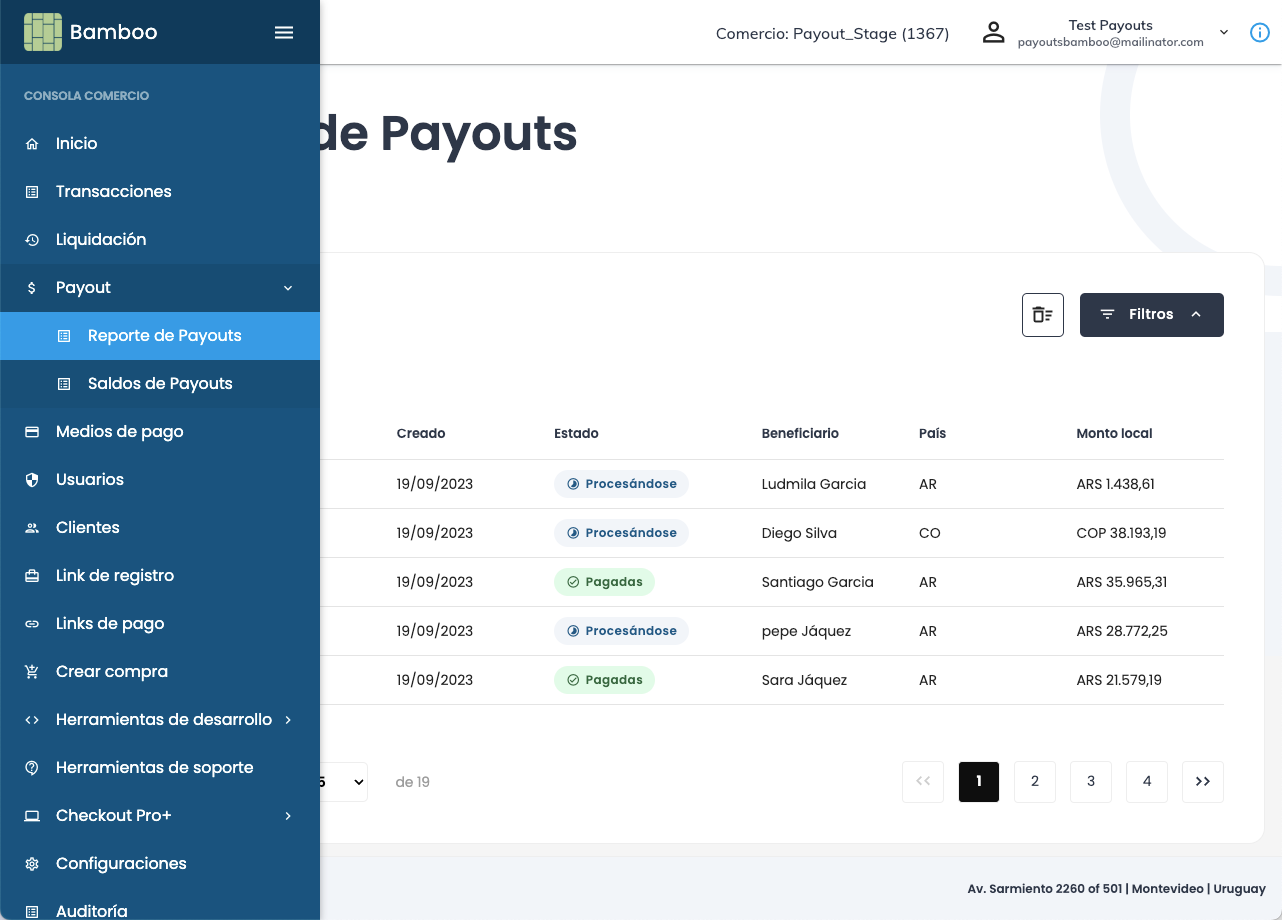 Bamboo
Comercio: Payout_Stage (1367)
Test Payouts
payoutsbamboo@mailinator.com
CONSOLA COMERCIO
Inicio
Transacciones
Liquidación
Payout
Reporte de Payouts
Saldos de Payouts
Medios de pago
Usuarios
Clientes
Link de registro
Links de pago
Crear compra
Herramientas de desarrollo
Herramientas de soporte
Checkout Pro+
Configuraciones
Auditoría
de Payouts
Filtros
Creado Estado Beneficiario País Monto local
19/09/2023 Procesándose Ludmila Garcia AR ARS 1.438,61
19/09/2023 Procesándose Diego Silva CO COP 38.193,19
19/09/2023 Pagadas Santiago Garcia AR ARS 35.965,31
19/09/2023 Procesándose pepe Jáquez AR ARS 28.772,25
19/09/2023 Pagadas Sara Jáquez AR ARS 21.579,19
5 de 19 << 1 2 3 4 >>
Av. Sarmiento 2260 of 501 | Montevideo | Uruguay